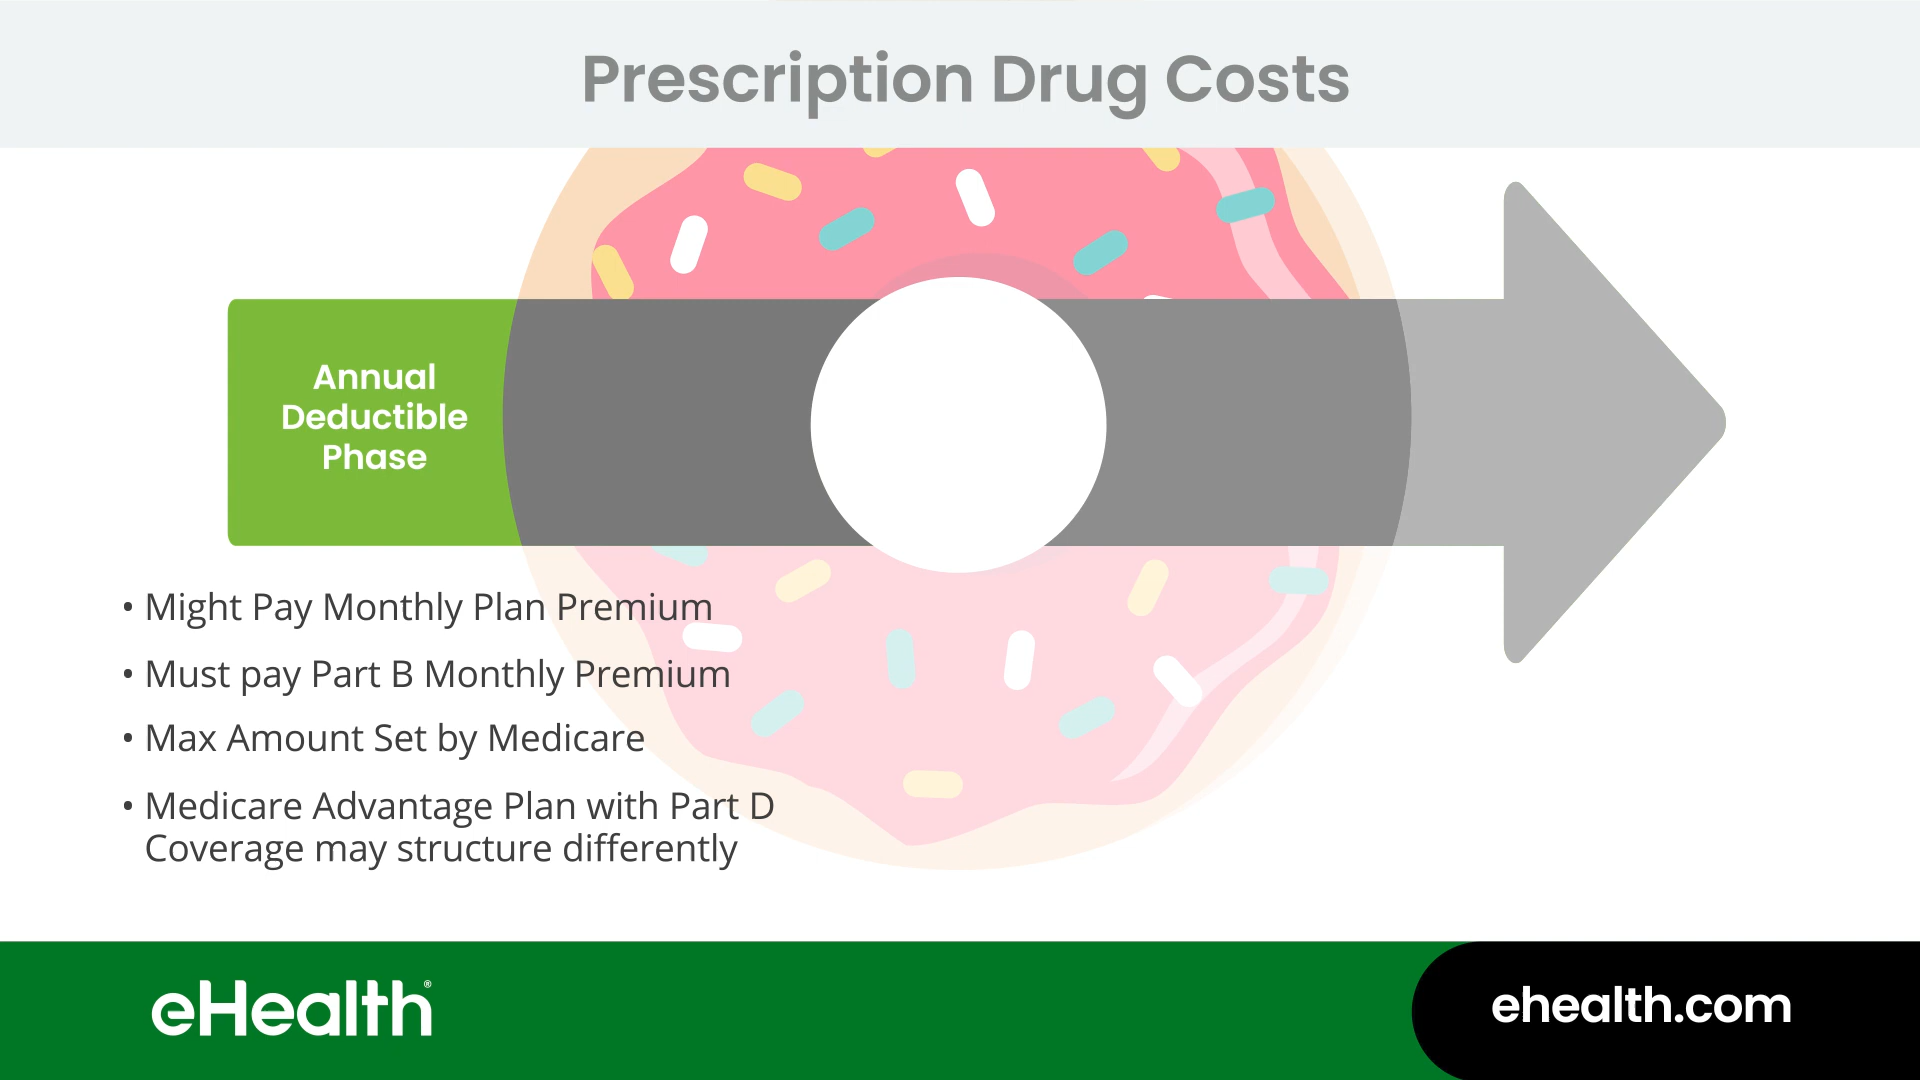 Prescription Drug Costs
Annual
Deductible
Phase
• Might Pay Monthly Plan Premium
• Must pay Part B Monthly Premium
• Max Amount Set by Medicare
• Medicare Advantage Plan with Part D
Coverage may structure differently
eHealth®
ehealth.com